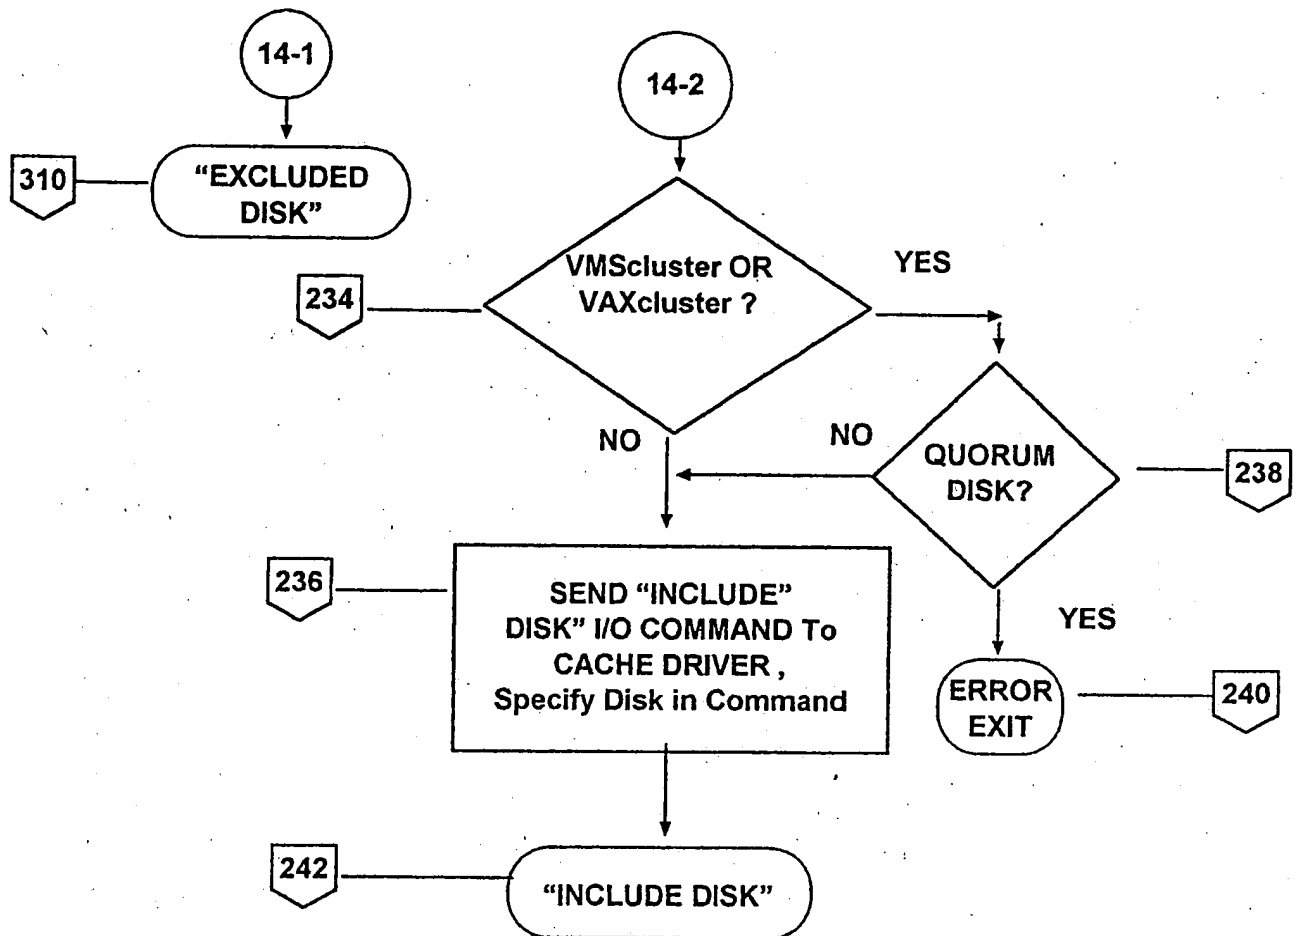 14-1
14-2
310
“EXCLUDED
DISK”
234
VMScluster OR
VAXcluster ?
YES
NO
NO
QUORUM
DISK?
238
236
SEND “INCLUDE”
DISK” I/O COMMAND To
CACHE DRIVER ,
Specify Disk in Command
YES
ERROR
EXIT
240
242
“INCLUDE DISK”